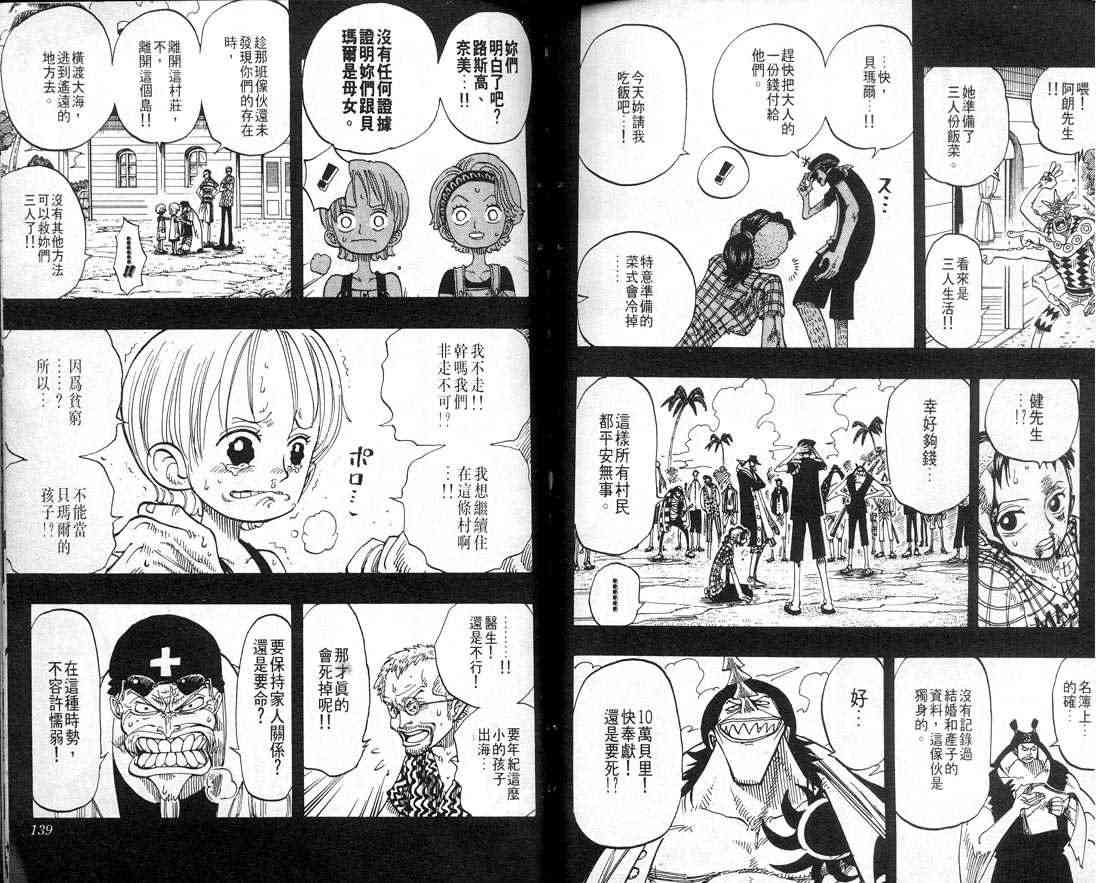 喂!
阿朗先生
!!
她準備了
三人份飯菜。
看來是
三人生活!!
…快,
貝瑪爾…!!
趕快把大人的
一份錢付給
他們。
今天妳請我
吃飯吧…!
!!
ス…
特意準備的
菜式會冷掉
健先生
…!?
幸好夠錢…
這樣所有村民
都平安無事。
…………
名簿上
的確…
沒有記錄過
結婚和產子的
資料,這傢伙是
獨身的。
好…
10萬貝里!
快奉獻!
還是要死!?
妳們
明白了吧?
路斯高、
奈美…!!
沒有任何證據
證明妳們跟貝
瑪爾是母女。
!!
趁那班傢伙還未
發現你們的存在
時,
離開這村莊,
不,
離開這個島!!
橫渡大海,
逃到遙遠的
地方去。
沒有其他方法
可以救妳們
三人了!!
……!!
我不走!!
幹嗎我們
非走不可!?
我想繼續住
在這條村啊
…!!
ポロ…
因爲貧窮
……?
所以…
不能當
貝瑪爾的
孩子!?
………!!
醫生!
還是不行!
要年紀這麼
小的孩子
出海…
那才真的
會死掉呢!!
要保持家人關係?
還是要命?
在這種時勢,
不容許懦弱!
139